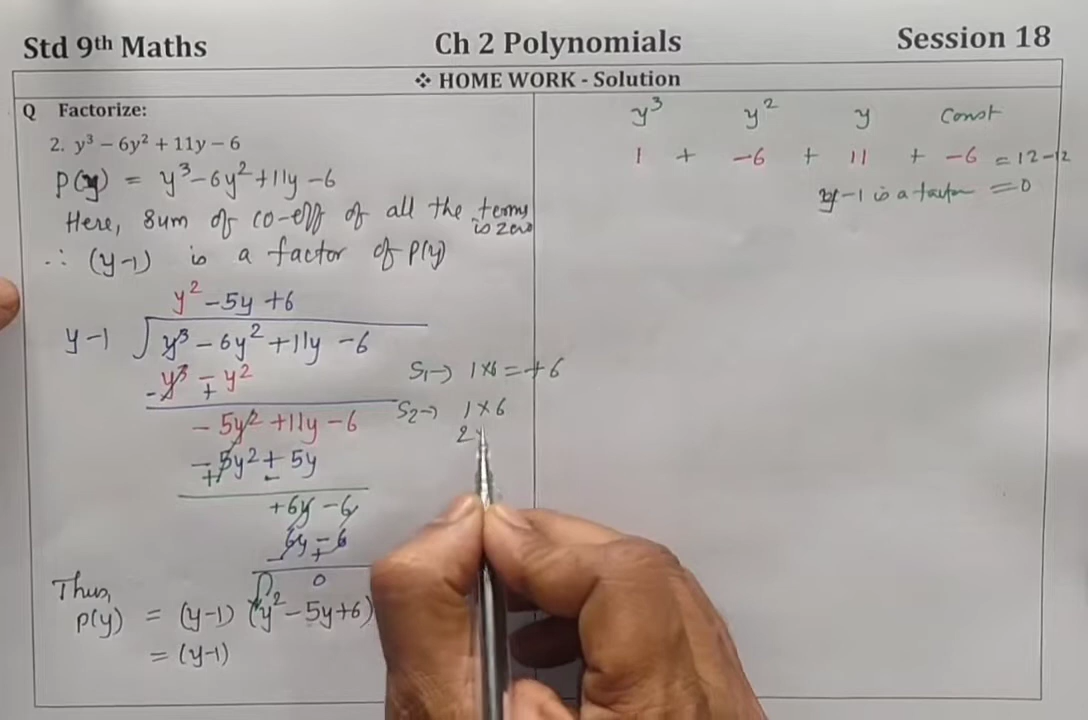 Std 9th Maths Ch 2 Polynomials Session 18
❖ HOME WORK - Solution
Q Factorize:
2. y³ – 6y² + 11y – 6
P(y) = y³-6y²+11y-6
Here, Sum of co-eff of all the terms
is zero
∴ (y-1) is a factor of P(y)
y² -5y +6
y-1 y³ - 6y² +11y -6
- y³ - y²
+
- 5y² +11y - 6
- 5y² + 5y
+ -
+6y - 6
6y - 6
- +
0
Thus,
P(y) = (y-1) (y²-5y+6)
= (y-1)
S₁→ 1×6 = +6
S₂→ 1×6
2×
y³ y² y Const
1 + -6 + 11 + -6 = 12-12
y-1 is a factor = 0